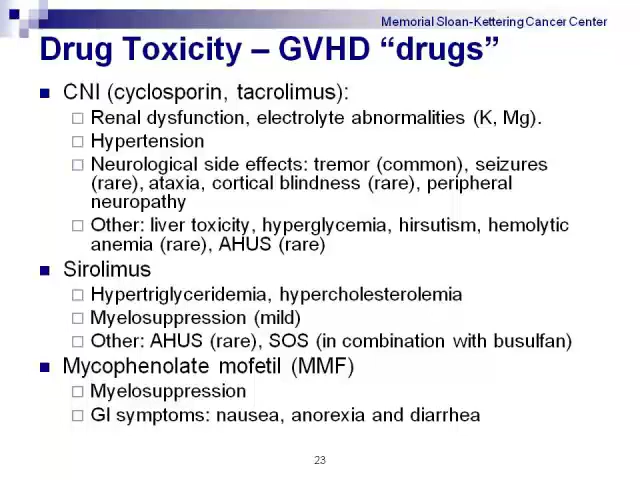 Memorial Sloan-Kettering Cancer Center
Drug Toxicity – GVHD “drugs”
CNI (cyclosporin, tacrolimus):
Renal dysfunction, electrolyte abnormalities (K, Mg).
Hypertension
Neurological side effects: tremor (common), seizures
(rare), ataxia, cortical blindness (rare), peripheral
neuropathy
Other: liver toxicity, hyperglycemia, hirsutism, hemolytic
anemia (rare), AHUS (rare)
Sirolimus
Hypertriglyceridemia, hypercholesterolemia
Myelosuppression (mild)
Other: AHUS (rare), SOS (in combination with busulfan)
Mycophenolate mofetil (MMF)
Myelosuppression
GI symptoms: nausea, anorexia and diarrhea
23